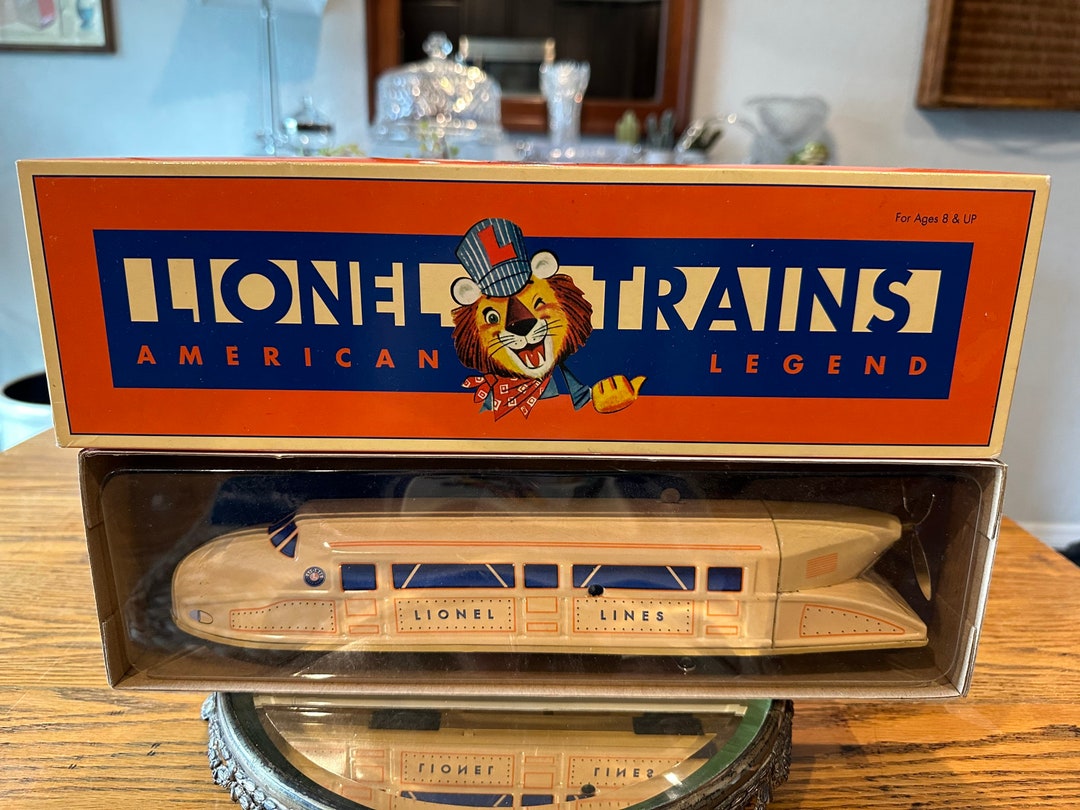 For Ages 8 & UP
LIONEL TRAINS
L
AMERICAN LEGEND
LIONEL LINES
LIONEL LINES